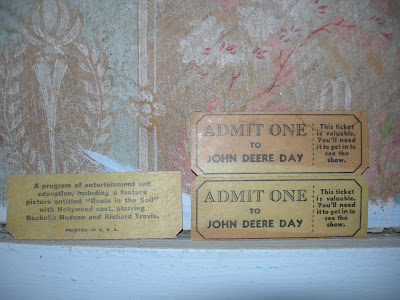 A program of entertainment and
education, including a feature
picture entitled "Roots in the Soil"
with Hollywood cast, starring
Rochelle Hudson and Richard Travis.
PRINTED IN U. S. A.
ADMIT ONE
TO
JOHN DEERE DAY
This ticket
is valuable.
You'll need
it to get in to
see the
show.
ADMIT ONE
TO
JOHN DEERE DAY
This ticket
is valuable.
You'll need
it to get in to
see the
show.